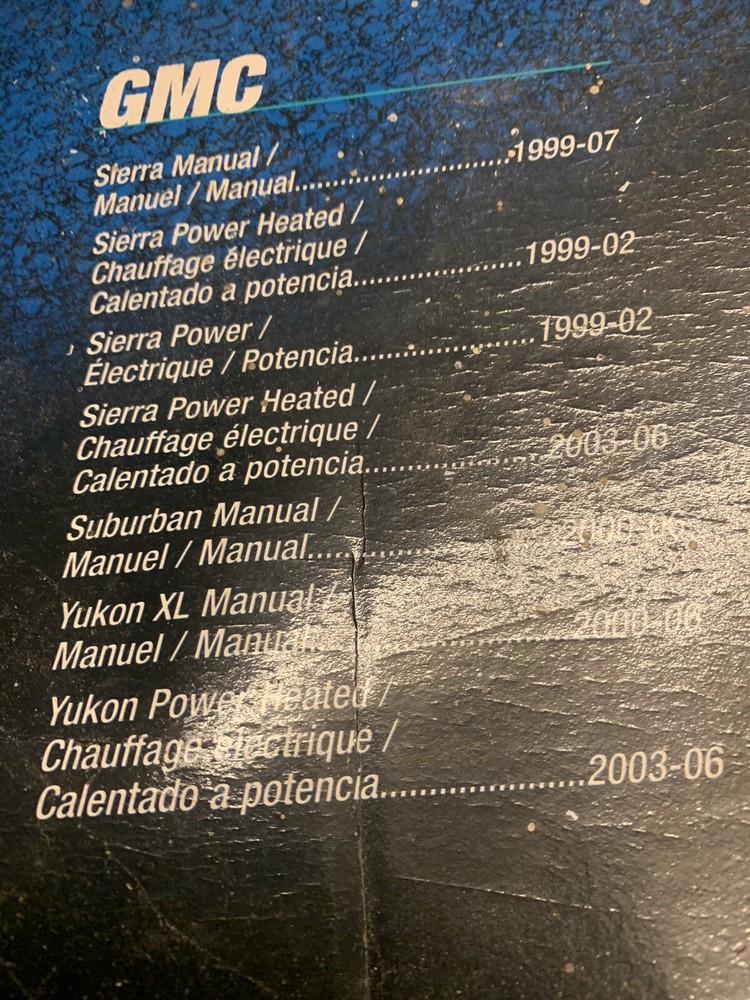 GMC
Sierra Manual /
Manuel / Manual..........................1999-07
Sierra Power Heated /
Chauffage électrique /
Calentado a potencia....................1999-02
Sierra Power /
Électrique / Potencia.....................1999-02
Sierra Power Heated /
Chauffage électrique /
Calentado a potencia.....................2003-06
Suburban Manual /
Manuel / Manual..............................2000-06
Yukon XL Manual /
Manuel / Manual..............................2000-06
Yukon Power Heated /
Chauffage électrique /
Calentado a potencia.....................2003-06